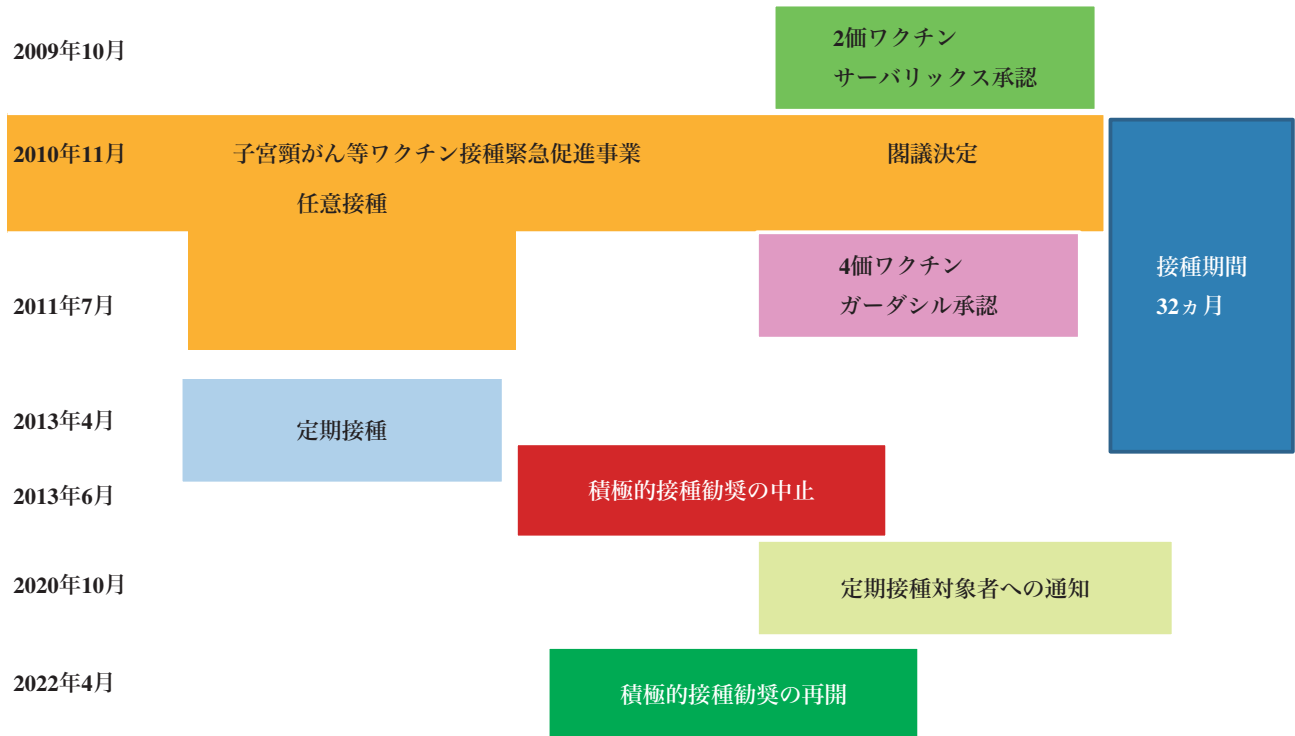 2009年10月
2価ワクチン
サーバリックス承認
2010年11月
子宮頸がん等ワクチン接種緊急促進事業
閣議決定
任意接種
2011年7月
4価ワクチン
ガーダシル承認
接種期間
32ヵ月
2013年4月
定期接種
2013年6月
積極的接種勧奨の中止
2020年10月
定期接種対象者への通知
2022年4月
積極的接種勧奨の再開